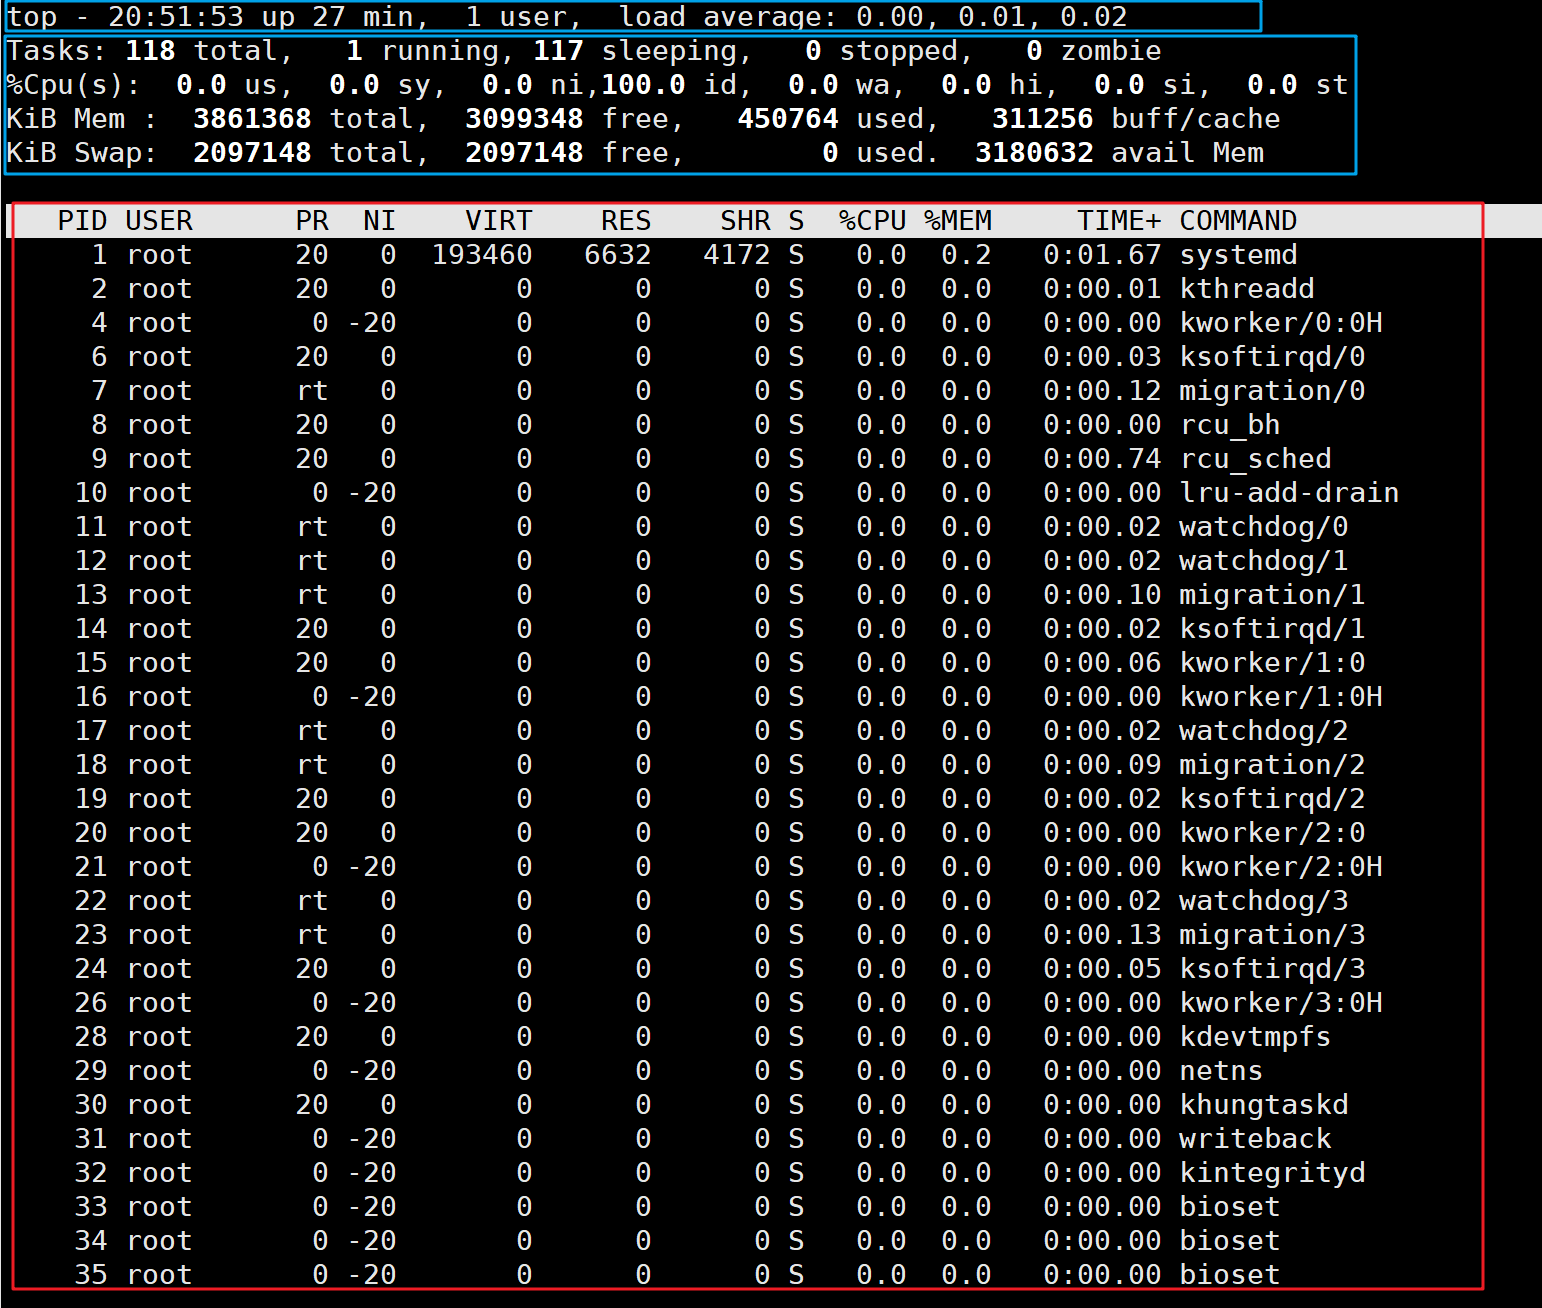 top - 20:51:53 up 27 min,  1 user,  load average: 0.00, 0.01, 0.02
Tasks: 118 total,   1 running, 117 sleeping,   0 stopped,   0 zombie
%Cpu(s):  0.0 us,  0.0 sy,  0.0 ni,100.0 id,  0.0 wa,  0.0 hi,  0.0 si,  0.0 st
KiB Mem :  3861368 total,  3099348 free,   450764 used,   311256 buff/cache
KiB Swap:  2097148 total,  2097148 free,        0 used.  3180632 avail Mem
PID USER      PR  NI    VIRT    RES    SHR S  %CPU %MEM     TIME+ COMMAND
1 root      20   0  193460   6632   4172 S   0.0  0.2   0:01.67 systemd
2 root      20   0       0      0      0 S   0.0  0.0   0:00.01 kthreadd
4 root       0 -20       0      0      0 S   0.0  0.0   0:00.00 kworker/0:0H
6 root      20   0       0      0      0 S   0.0  0.0   0:00.03 ksoftirqd/0
7 root      rt   0       0      0      0 S   0.0  0.0   0:00.12 migration/0
8 root      20   0       0      0      0 S   0.0  0.0   0:00.00 rcu_bh
9 root      20   0       0      0      0 S   0.0  0.0   0:00.74 rcu_sched
10 root       0 -20       0      0      0 S   0.0  0.0   0:00.00 lru-add-drain
11 root      rt   0       0      0      0 S   0.0  0.0   0:00.02 watchdog/0
12 root      rt   0       0      0      0 S   0.0  0.0   0:00.02 watchdog/1
13 root      rt   0       0      0      0 S   0.0  0.0   0:00.10 migration/1
14 root      20   0       0      0      0 S   0.0  0.0   0:00.02 ksoftirqd/1
15 root      20   0       0      0      0 S   0.0  0.0   0:00.06 kworker/1:0
16 root       0 -20       0      0      0 S   0.0  0.0   0:00.00 kworker/1:0H
17 root      rt   0       0      0      0 S   0.0  0.0   0:00.02 watchdog/2
18 root      rt   0       0      0      0 S   0.0  0.0   0:00.09 migration/2
19 root      20   0       0      0      0 S   0.0  0.0   0:00.02 ksoftirqd/2
20 root      20   0       0      0      0 S   0.0  0.0   0:00.00 kworker/2:0
21 root       0 -20       0      0      0 S   0.0  0.0   0:00.00 kworker/2:0H
22 root      rt   0       0      0      0 S   0.0  0.0   0:00.02 watchdog/3
23 root      rt   0       0      0      0 S   0.0  0.0   0:00.13 migration/3
24 root      20   0       0      0      0 S   0.0  0.0   0:00.05 ksoftirqd/3
26 root       0 -20       0      0      0 S   0.0  0.0   0:00.00 kworker/3:0H
28 root      20   0       0      0      0 S   0.0  0.0   0:00.00 kdevtmpfs
29 root       0 -20       0      0      0 S   0.0  0.0   0:00.00 netns
30 root      20   0       0      0      0 S   0.0  0.0   0:00.00 khungtaskd
31 root       0 -20       0      0      0 S   0.0  0.0   0:00.00 writeback
32 root       0 -20       0      0      0 S   0.0  0.0   0:00.00 kintegrityd
33 root       0 -20       0      0      0 S   0.0  0.0   0:00.00 bioset
34 root       0 -20       0      0      0 S   0.0  0.0   0:00.00 bioset
35 root       0 -20       0      0      0 S   0.0  0.0   0:00.00 bioset